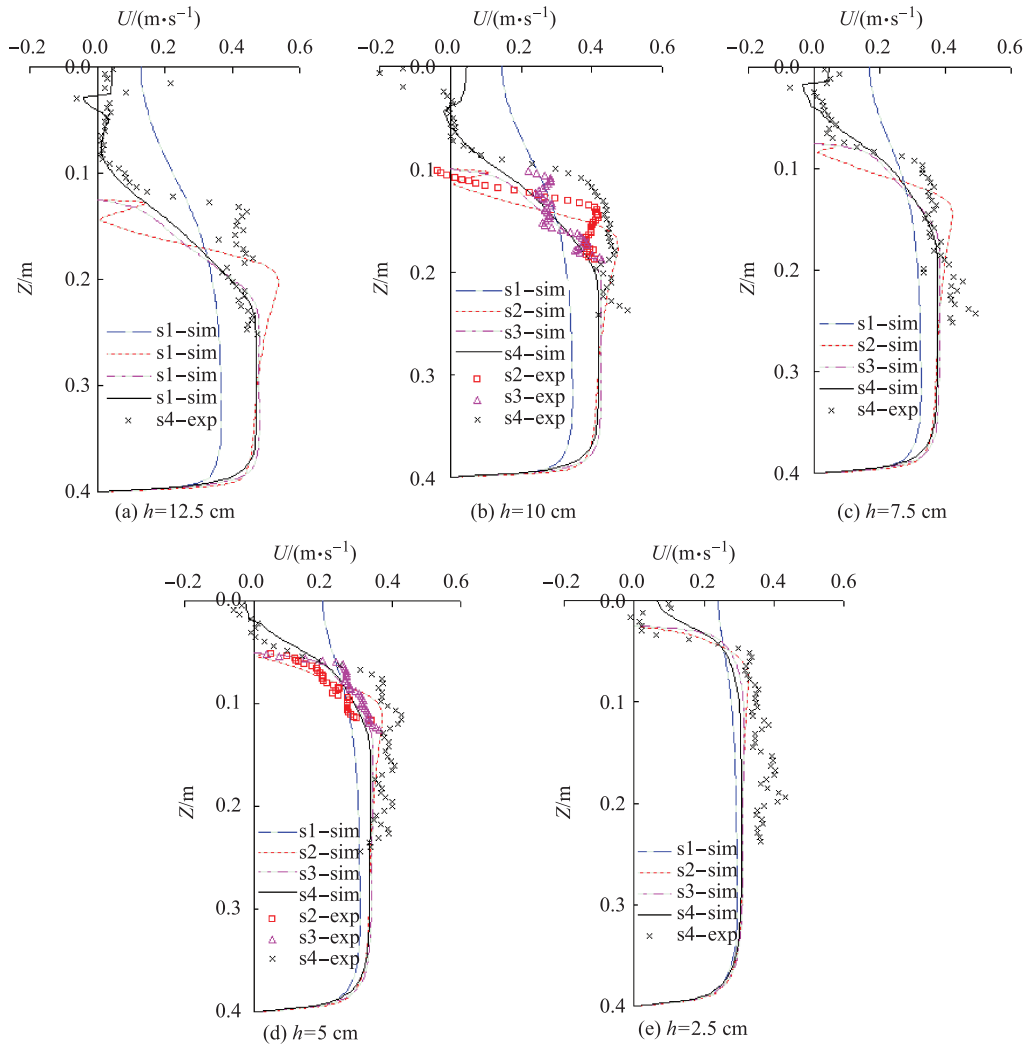 U/(m·s⁻¹)
−0.2 0.0 0.2 0.4 0.6
0.0
0.1
0.2
0.3
0.4
Z/m
s1−sim
s1−sim
s1−sim
s1−sim
s4−exp
(a) h=12.5 cm
U/(m·s⁻¹)
−0.2 0.0 0.2 0.4 0.6
0.0
0.1
0.2
0.3
0.4
Z/m
s1−sim
s2−sim
s3−sim
s4−sim
s2−exp
s3−exp
s4−exp
(b) h=10 cm
U/(m·s⁻¹)
−0.2 0.0 0.2 0.4 0.6
0.0
0.1
0.2
0.3
0.4
Z/m
s1−sim
s2−sim
s3−sim
s4−sim
s4−exp
(c) h=7.5 cm
U/(m·s⁻¹)
−0.2 0.0 0.2 0.4 0.6
0.0
0.1
0.2
0.3
0.4
Z/m
s1−sim
s2−sim
s3−sim
s4−sim
s2−exp
s3−exp
s4−exp
(d) h=5 cm
U/(m·s⁻¹)
−0.2 0.0 0.2 0.4 0.6
0.0
0.1
0.2
0.3
0.4
Z/m
s1−sim
s2−sim
s3−sim
s4−sim
s4−exp
(e) h=2.5 cm